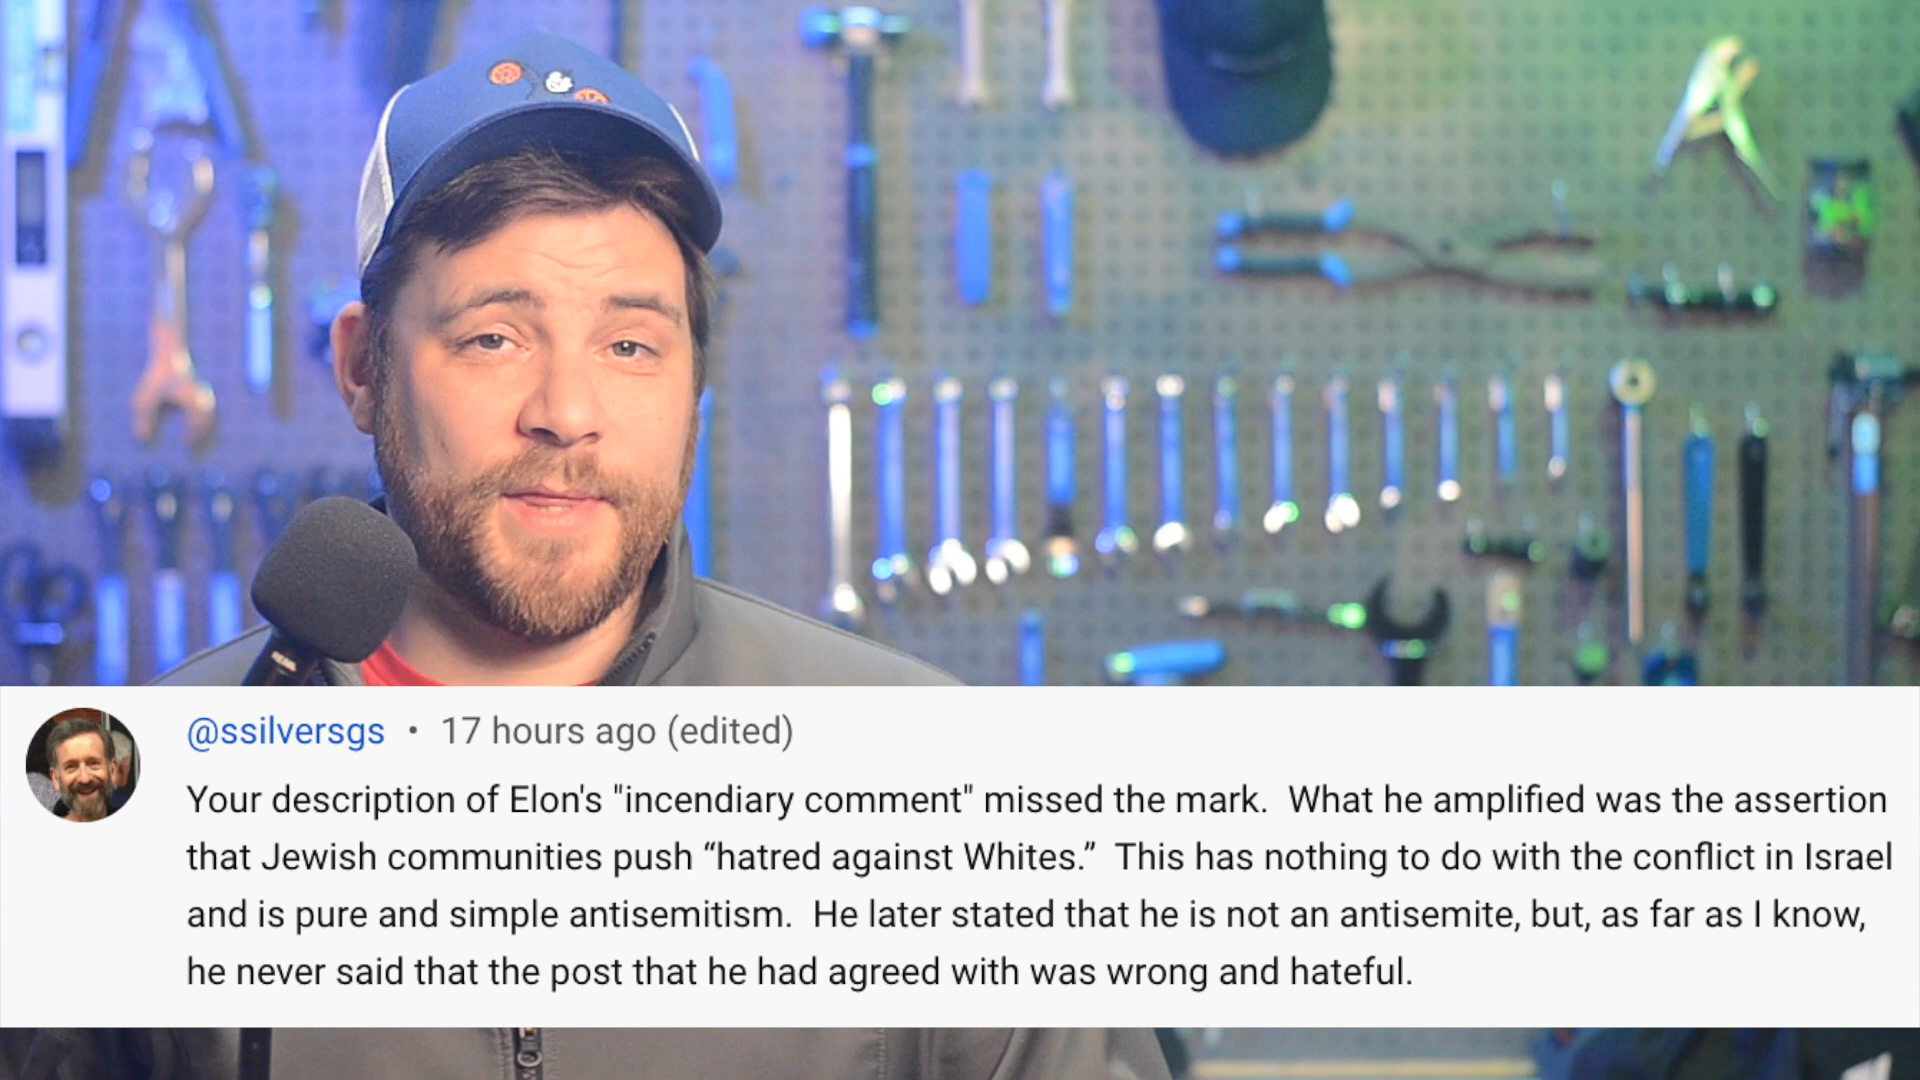 @ssilversgs • 17 hours ago (edited)
Your description of Elon's "incendiary comment" missed the mark.  What he amplified was the assertion
that Jewish communities push “hatred against Whites.”  This has nothing to do with the conflict in Israel
and is pure and simple antisemitism.  He later stated that he is not an antisemite, but, as far as I know,
he never said that the post that he had agreed with was wrong and hateful.